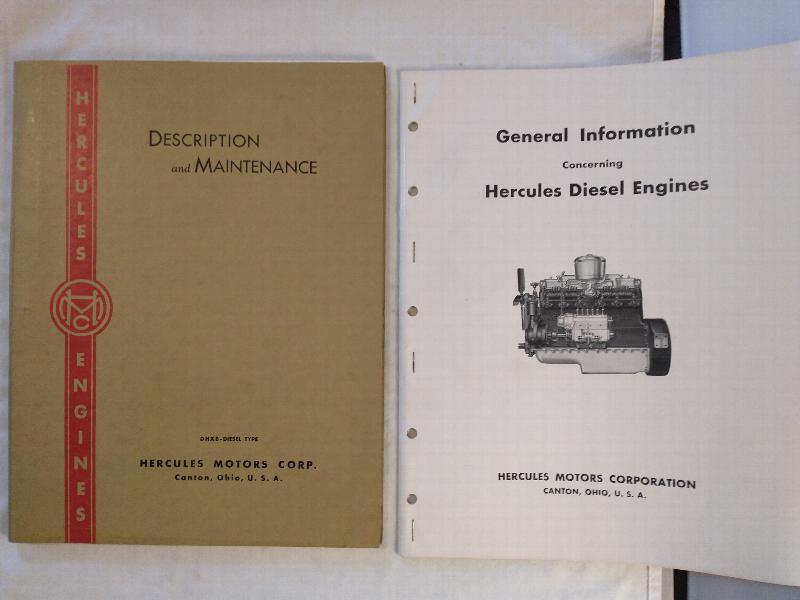 HERCULES
HMC
ENGINES
DESCRIPTION
and MAINTENANCE
DHXB-DIESEL TYPE
HERCULES MOTORS CORP.
Canton, Ohio, U. S. A.
General Information
Concerning
Hercules Diesel Engines
HERCULES MOTORS CORPORATION
CANTON, OHIO, U. S. A.